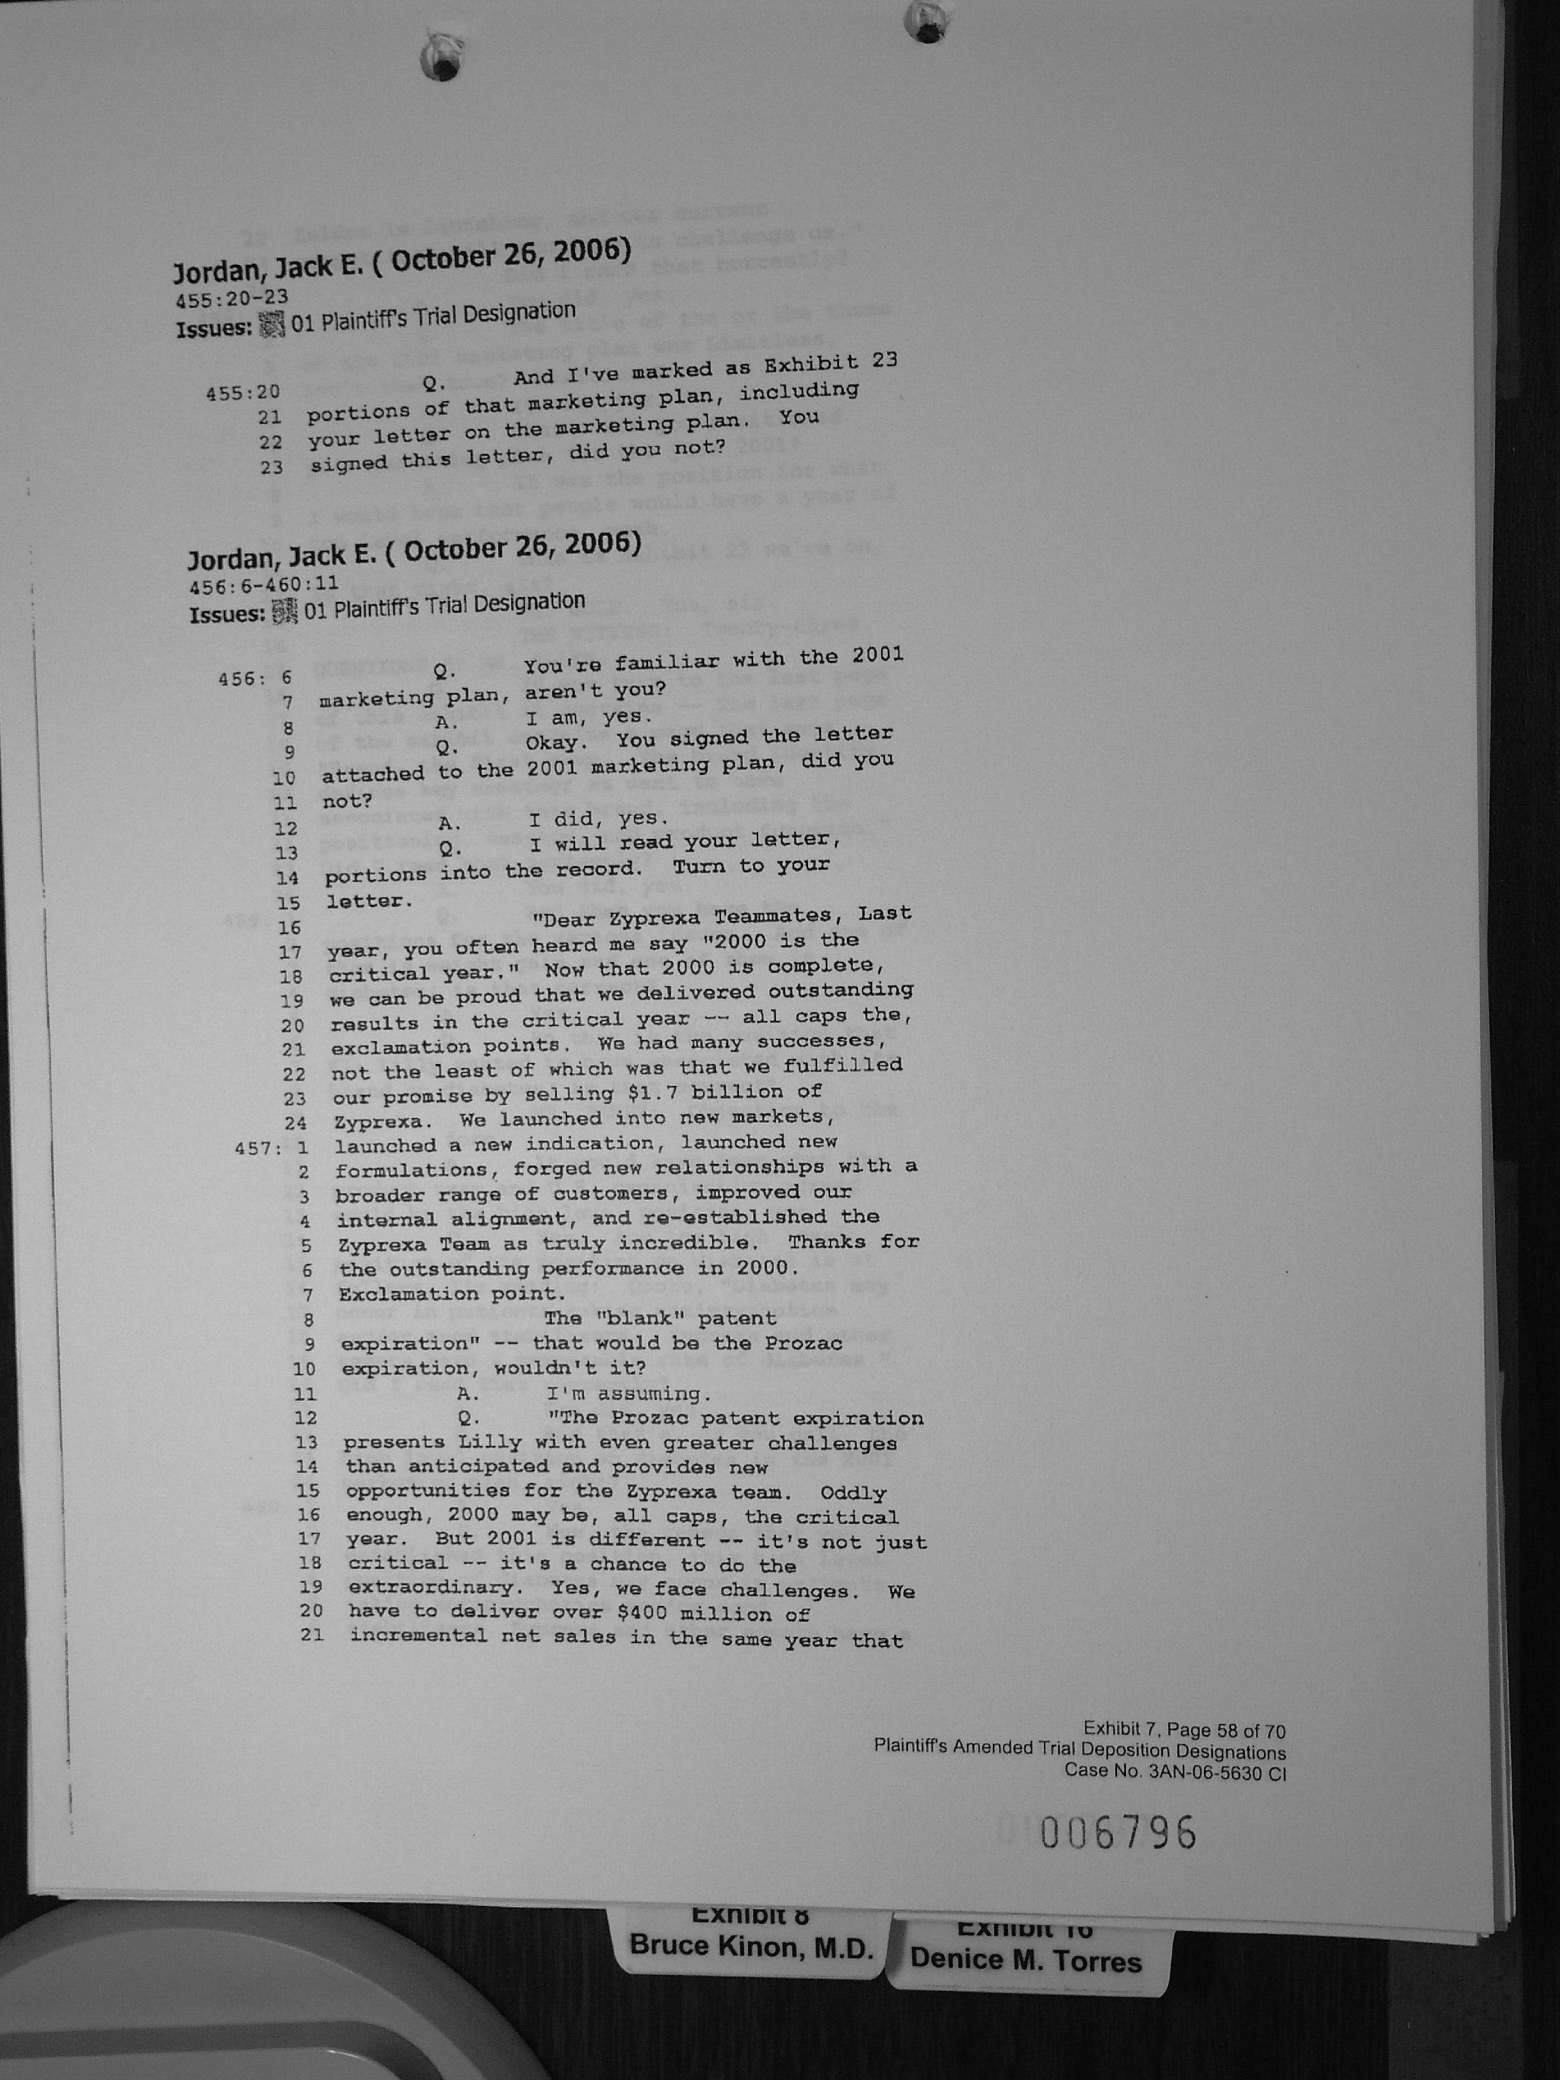 Jordan, Jack E. ( October 26, 2006)
455:20-23
Issues: 01 Plaintiff's Trial Designation
455:20 Q. And I've marked as Exhibit 23
21 portions of that marketing plan, including
22 your letter on the marketing plan. You
23 signed this letter, did you not?
Jordan, Jack E. ( October 26, 2006)
456:6-460:11
Issues: 01 Plaintiff's Trial Designation
456: 6 Q. You're familiar with the 2001
7 marketing plan, aren't you?
8 A. I am, yes.
9 Q. Okay. You signed the letter
10 attached to the 2001 marketing plan, did you
11 not?
12 A. I did, yes.
13 Q. I will read your letter,
14 portions into the record. Turn to your
15 letter.
16 "Dear Zyprexa Teammates, Last
17 year, you often heard me say "2000 is the
18 critical year." Now that 2000 is complete,
19 we can be proud that we delivered outstanding
20 results in the critical year -- all caps the,
21 exclamation points. We had many successes,
22 not the least of which was that we fulfilled
23 our promise by selling $1.7 billion of
24 Zyprexa. We launched into new markets,
457: 1 launched a new indication, launched new
2 formulations, forged new relationships with a
3 broader range of customers, improved our
4 internal alignment, and re-established the
5 Zyprexa Team as truly incredible. Thanks for
6 the outstanding performance in 2000.
7 Exclamation point.
8 The "blank" patent
9 expiration" -- that would be the Prozac
10 expiration, wouldn't it?
11 A. I'm assuming.
12 Q. "The Prozac patent expiration
13 presents Lilly with even greater challenges
14 than anticipated and provides new
15 opportunities for the Zyprexa team. Oddly
16 enough, 2000 may be, all caps, the critical
17 year. But 2001 is different -- it's not just
18 critical -- it's a chance to do the
19 extraordinary. Yes, we face challenges. We
20 have to deliver over $400 million of
21 incremental net sales in the same year that
Exhibit 7, Page 58 of 70
Plaintiff's Amended Trial Deposition Designations
Case No. 3AN-06-5630 CI
006796
Exhibit 8
Bruce Kinon, M.D.
Exhibit 16
Denice M. Torres